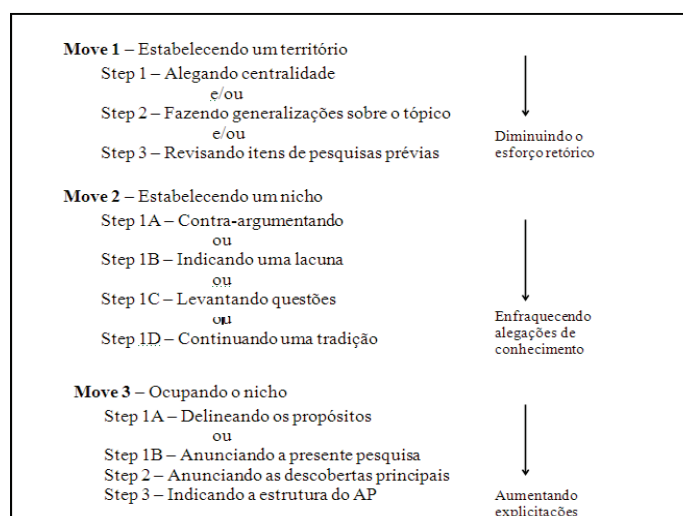 Move 1 – Estabelecendo um território
Step 1 – Alegando centralidade
e/ou
Step 2 – Fazendo generalizações sobre o tópico
e/ou
Step 3 – Revisando itens de pesquisas prévias
Diminuindo o
esforço retórico
Move 2 – Estabelecendo um nicho
Step 1A – Contra-argumentando
ou
Step 1B – Indicando uma lacuna
ou
Step 1C – Levantando questões
ou
Step 1D – Continuando uma tradição
Enfraquecendo
alegações de
conhecimento
Move 3 – Ocupando o nicho
Step 1A – Delineando os propósitos
ou
Step 1B – Anunciando a presente pesquisa
Step 2 – Anunciando as descobertas principais
Step 3 – Indicando a estrutura do AP
Aumentando
explicitações